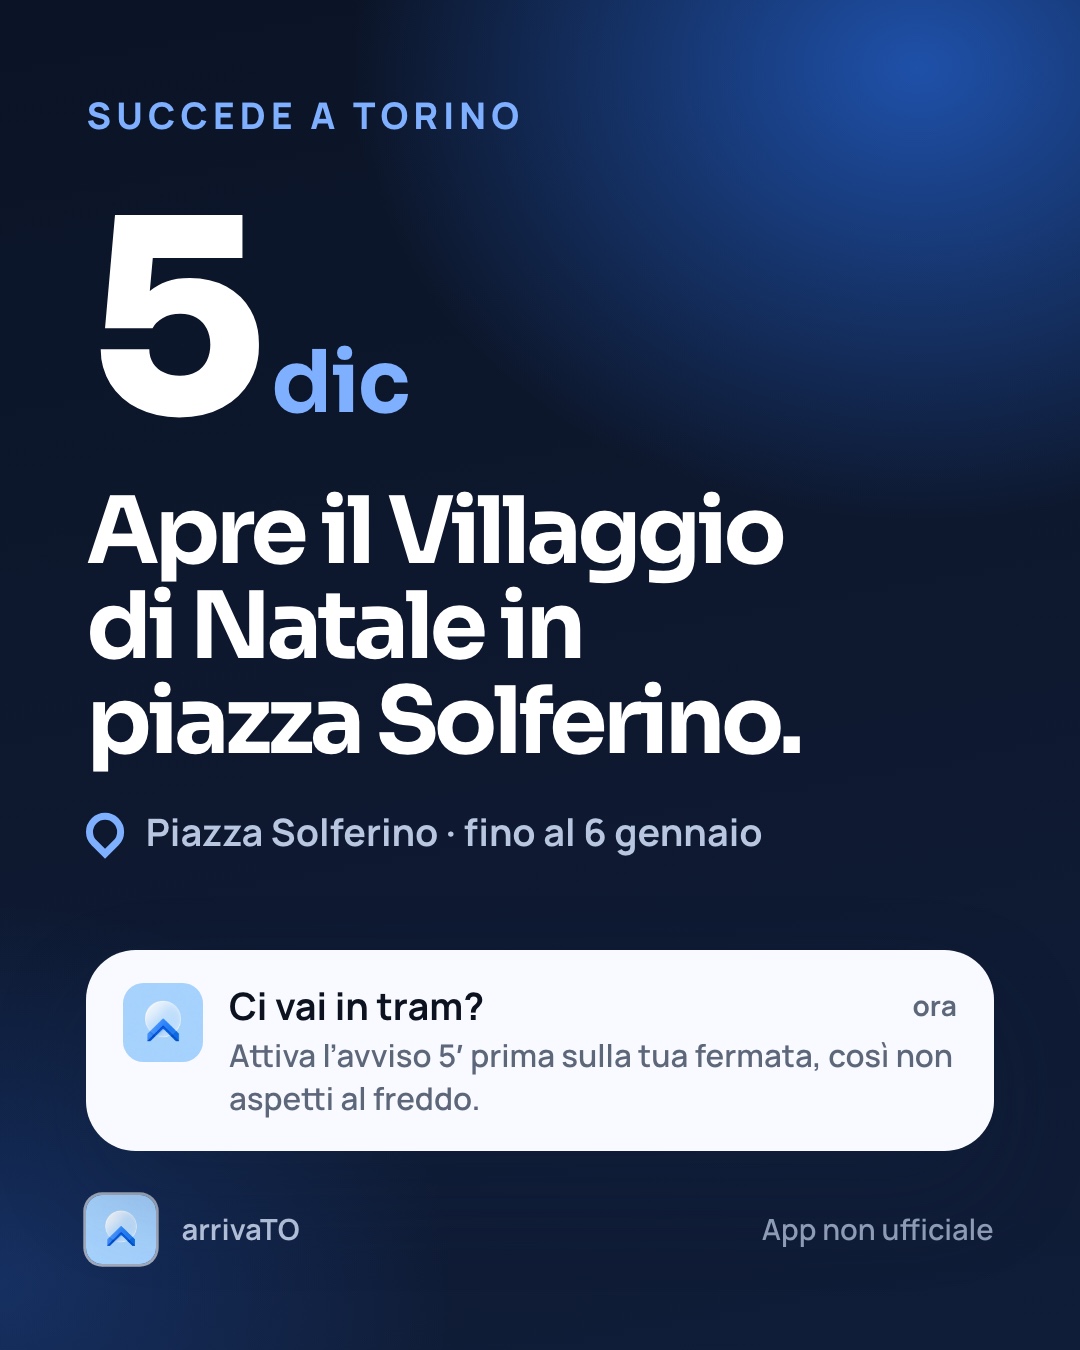 SUCCEDE A TORINO
5 dic
Apre il Villaggio
di Natale in
piazza Solferino.
Piazza Solferino · fino al 6 gennaio
Ci vai in tram?
ora
Attiva l’avviso 5′ prima sulla tua fermata, così non
aspetti al freddo.
arrivaTO
App non ufficiale